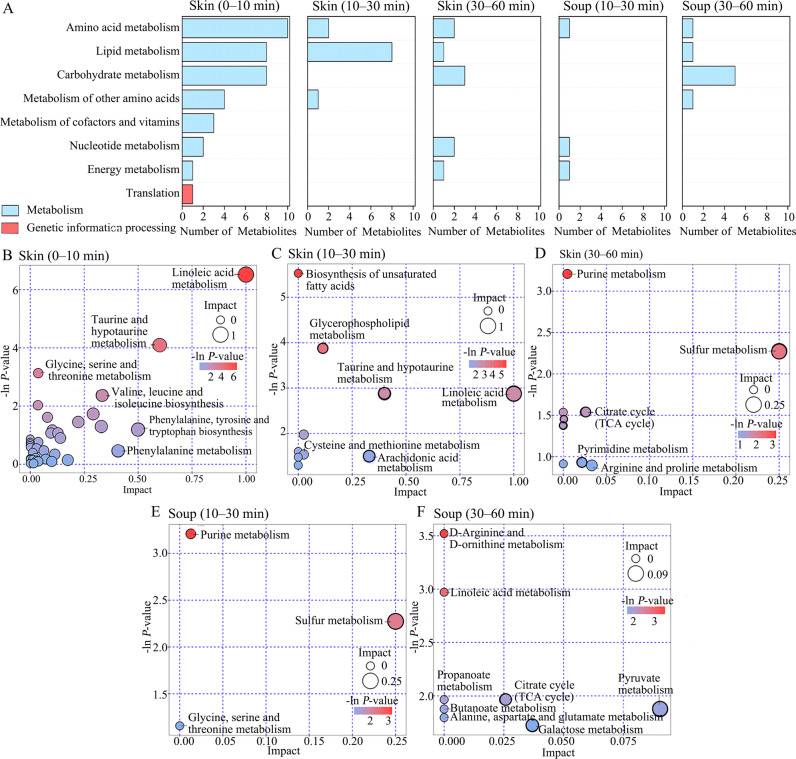 A
Skin (0–10 min)
Skin (10–30 min)
Skin (30–60 min)
Soup (10–30 min)
Soup (30–60 min)
Amino acid metabolism
Lipid metabolism
Carbohydrate metabolism
Metabolism of other amino acids
Metabolism of cofactors and vitamins
Nucleotide metabolism
Energy metabolism
Translation
0 2 4 6 8 10
0 2 4 6 8 10
0 2 4 6 8 10
0 2 4 6 8 10
0 2 4 6 8 10
Number of Metabiolites
Number of Metabiolites
Number of Metabiolites
Number of Metabiolites
Number of Metabiolites
Metabolism
Genetic information processing
B Skin (0–10 min)
-ln P-value
6
4
2
0
Linoleic acid
metabolism
Taurine and
hypotaurine
metabolism
Impact
0
1
-ln P-value
2 4 6
Glycine, serine and
threonine metabolism
Valine, leucine and
isoleucine biosynthesis
Phenylalanine, tyrosine and
tryptophan biosynthesis
Phenylalanine metabolism
0.00 0.25 0.50 0.75 1.00
Impact
C Skin (10–30 min)
-ln P-value
5
4
3
2
Biosynthesis of unsaturated
fatty acids
Impact
0
1
Glycerophospholipid
metabolism
-ln P-value
2 3 4 5
Taurine and hypotaurine
metabolism
Linoleic acid
metabolism
Cysteine and methionine metabolism
Arachidonic acid
metabolism
0.00 0.25 0.50 0.75 1.00
Impact
D Skin (30–60 min)
-ln P-value
3.0
2.5
2.0
1.5
1.0
Purine metabolism
Sulfur metabolism
Impact
0
0.25
Citrate cycle
(TCA cycle)
-ln P-value
1 2 3
Pyrimidine metabolism
Arginine and proline metabolism
0.00 0.05 0.10 0.15 0.20 0.25
Impact
E Soup (10–30 min)
-ln P-value
3.0
2.5
2.0
1.5
Purine metabolism
Sulfur metabolism
Impact
0
0.25
-ln P-value
2 3
Glycine, serine and
threonine metabolism
0.00 0.05 0.10 0.15 0.20 0.25
Impact
F Soup (30–60 min)
-ln P-value
3.5
3.0
2.5
2.0
D-Arginine and
D-ornithine metabolism
Impact
0
0.09
Linoleic acid metabolism
-ln P-value
2 3
Propanoate
metabolism
Citrate cycle
(TCA cycle)
Pyruvate
metabolism
Butanoate metabolism
Alanine, aspartate and glutamate metabolism
Galactose metabolism
0.000 0.025 0.050 0.075
Impact